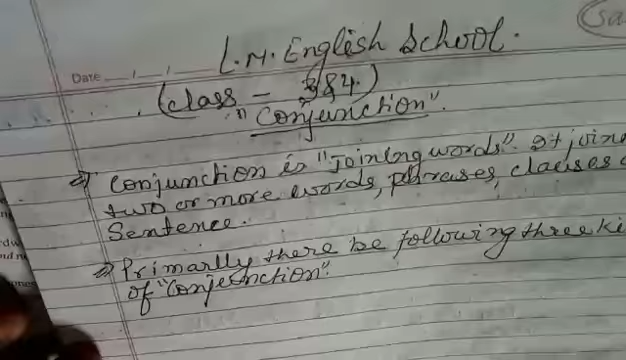 L.N. English School.
Date
(class - 3&4)
"Conjunction".
Conjunction is "Joining words". It joins
two or more words, phrases, clauses
Sentence.
Primarily there be following three ki
of "Conjunction".